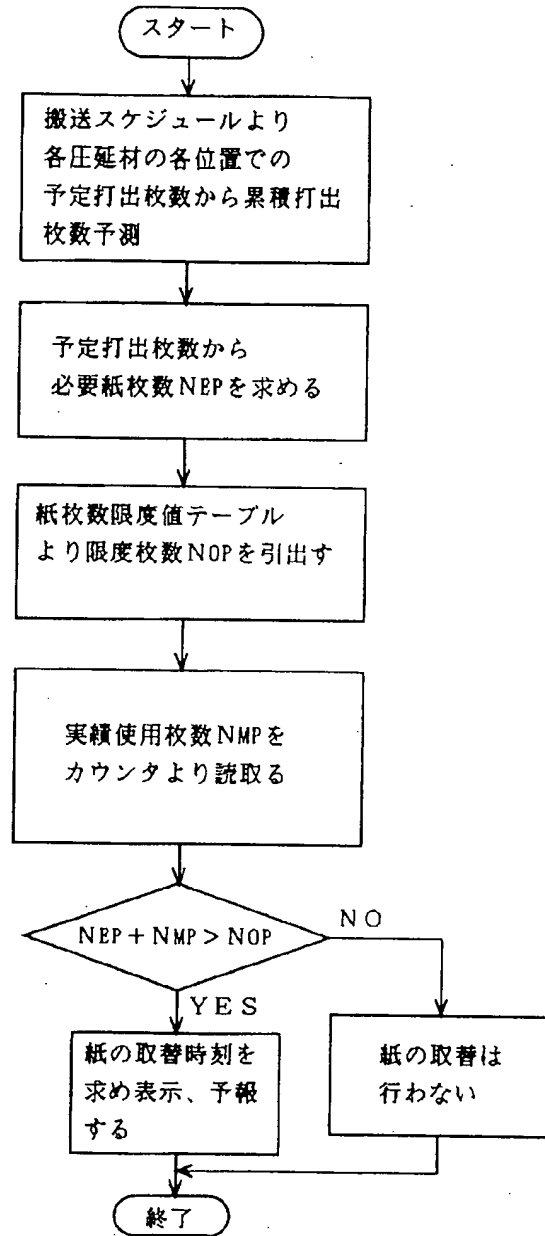 スタート
搬送スケジュールより
各圧延材の各位置での
予定打出枚数から累積打出
枚数予測
予定打出枚数から
必要紙枚数NEPを求める
紙枚数限度値テーブル
より限度枚数NOPを引出す
実績使用枚数NMPを
カウンタより読取る
NEP+NMP>NOP
NO
YES
紙の取替時刻を
求め表示、予報
する
紙の取替は
行わない
終了